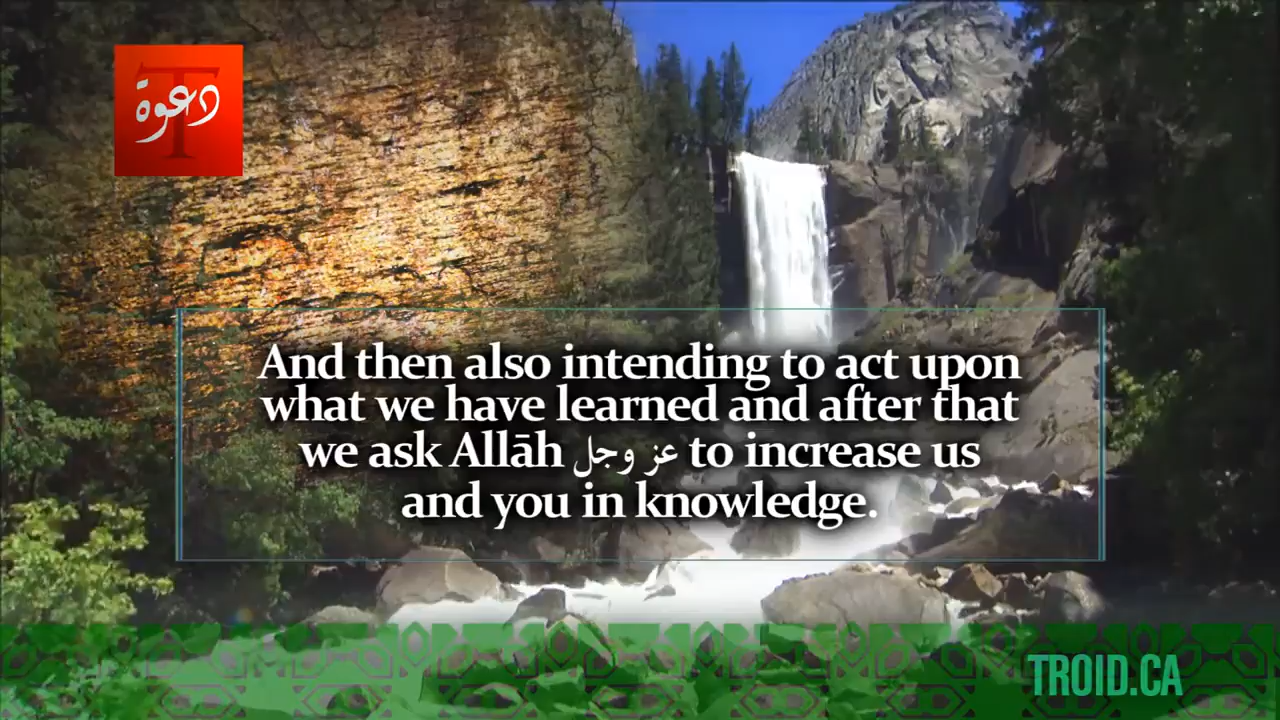 T
دعوة
And then also intending to act upon
what we have learned and after that
we ask Allāh عز وجل to increase us
and you in knowledge.
TROID.CA